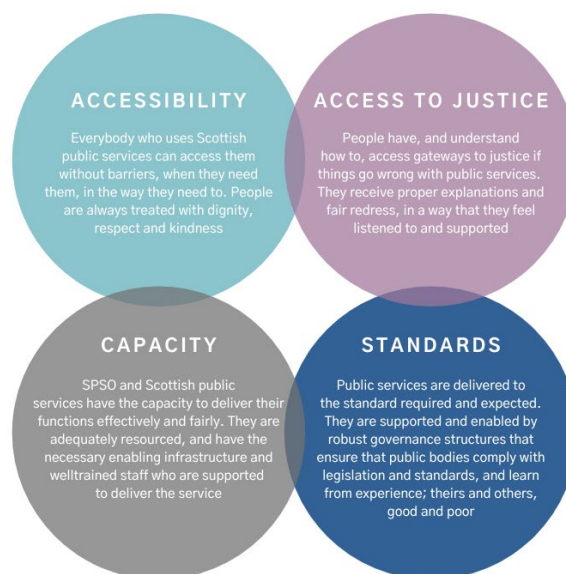 ACCESSIBILITY
Everybody who uses Scottish
public services can access them
without barriers, when they need
them, in the way they need to. People
are always treated with dignity,
respect and kindness
ACCESS TO JUSTICE
People have, and understand
how to, access gateways to justice if
things go wrong with public services.
They receive proper explanations and
fair redress, in a way that they feel
listened to and supported
CAPACITY
SPSO and Scottish public
services have the capacity to deliver their
functions effectively and fairly. They are
adequately resourced, and have the
necessary enabling infrastructure and
welltrained staff who are supported
to deliver the service
STANDARDS
Public services are delivered to
the standard required and expected.
They are supported and enabled by
robust governance structures that
ensure that public bodies comply with
legislation and standards, and learn
from experience; theirs and others,
good and poor